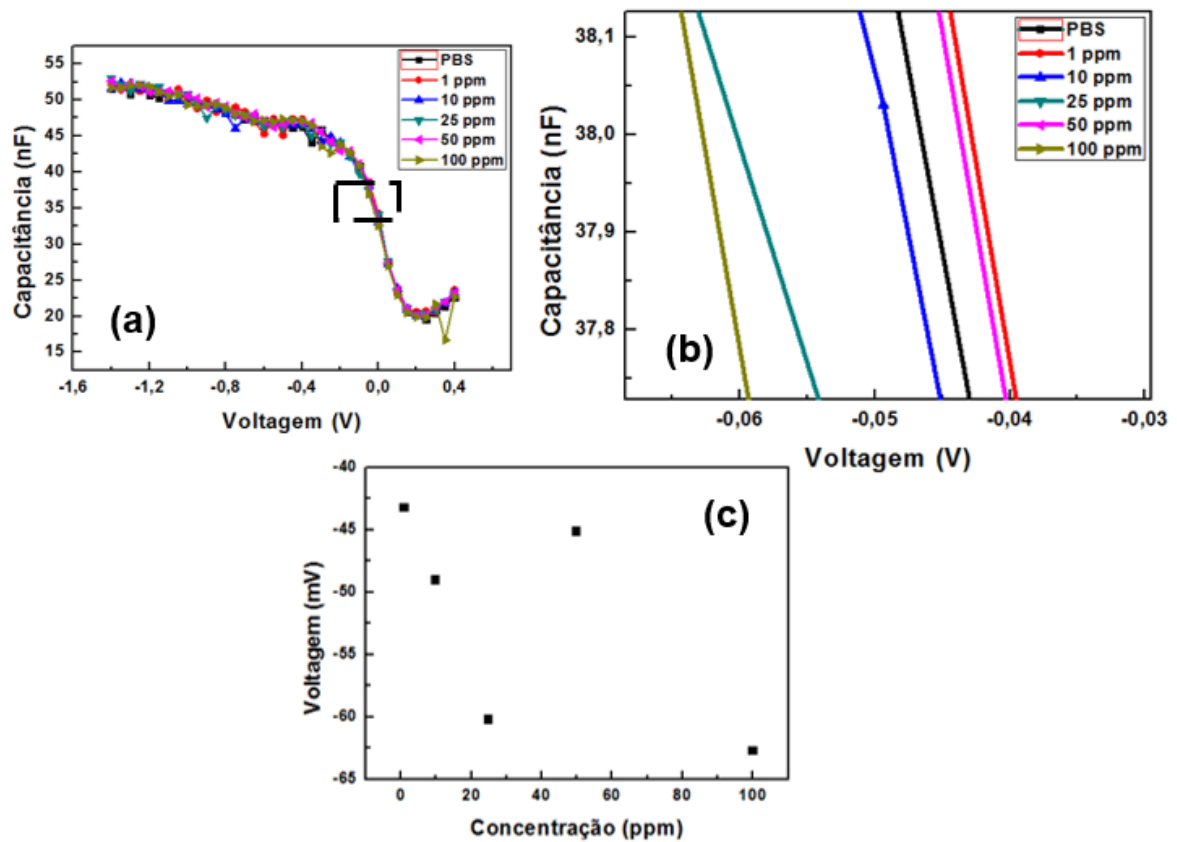 55
50
45
40
35
30
25
20
15
Capacitância (nF)
PBS
1 ppm
10 ppm
25 ppm
50 ppm
100 ppm
(a)
-1,6 -1,2 -0,8 -0,4 0,0 0,4
Voltagem (V)
38,1
38,0
37,9
37,8
Capacitância (nF)
PBS
1 ppm
10 ppm
25 ppm
50 ppm
100 ppm
(b)
-0,06 -0,05 -0,04 -0,03
Voltagem (V)
-40
-45
-50
-55
-60
-65
Voltagem (mV)
(c)
0 20 40 60 80 100
Concentração (ppm)